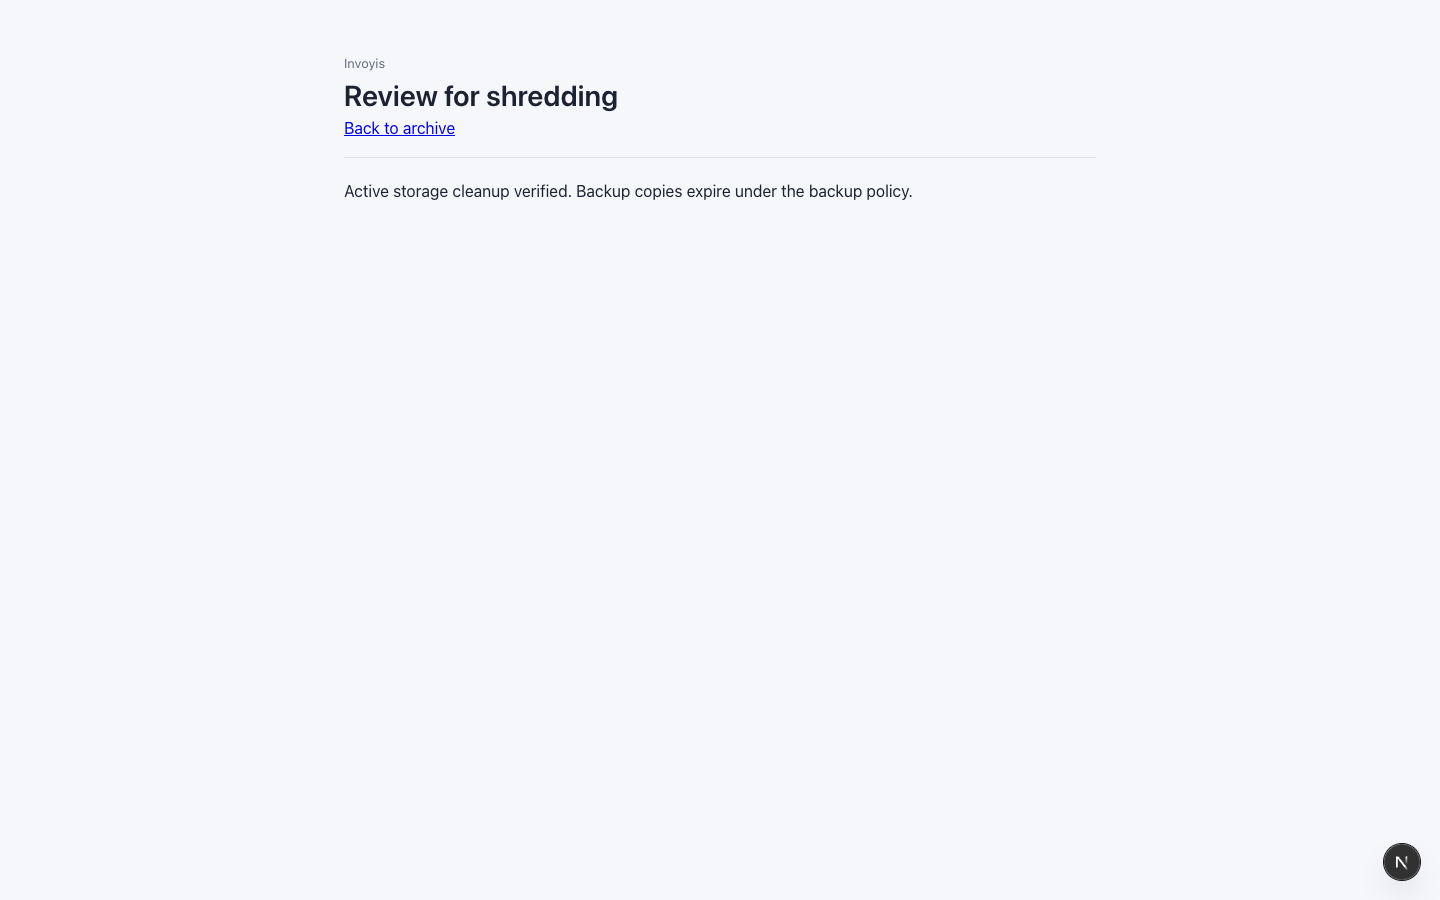 Invoyis
Review for shredding
Back to archive
Active storage cleanup verified. Backup copies expire under the backup policy.
N